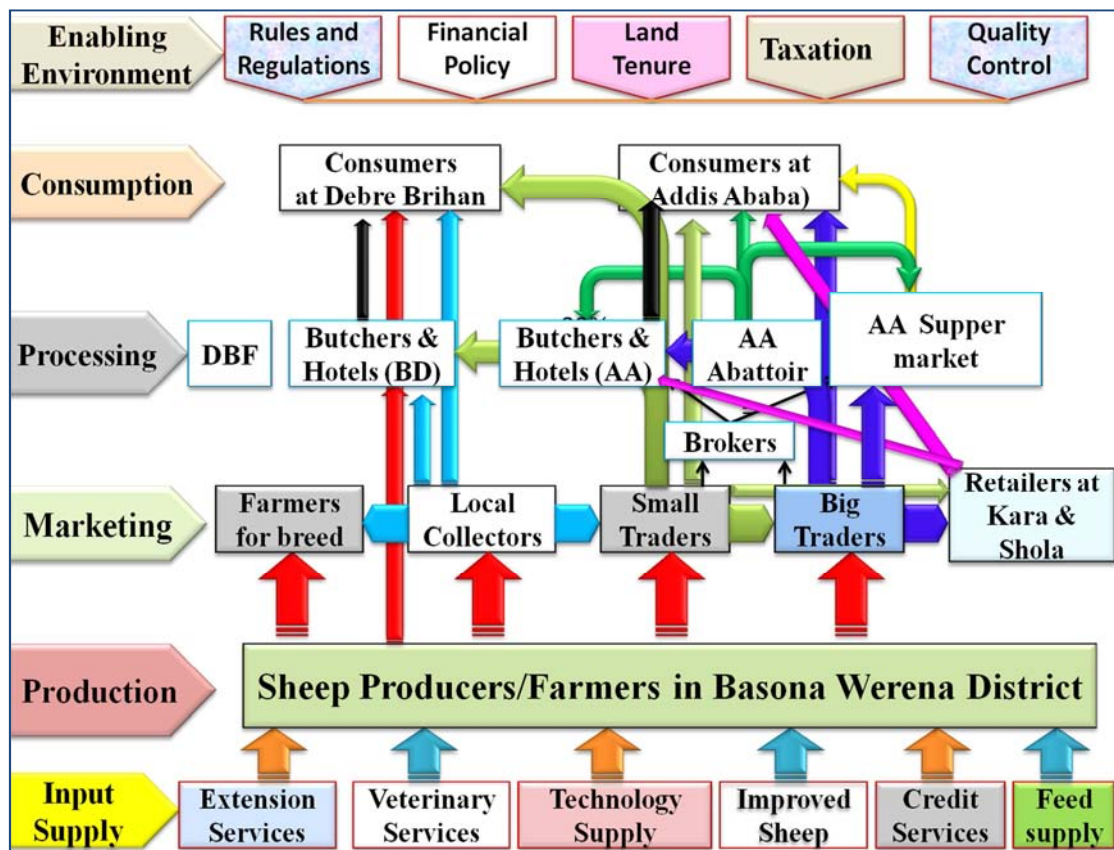 Enabling
Environment
Rules and
Regulations
Financial
Policy
Land
Tenure
Taxation
Quality
Control
Consumption
Consumers
at Debre Brihan
Consumers at
Addis Ababa)
Processing
DBF
Butchers &
Hotels (BD)
Butchers &
Hotels (AA)
AA
Abattoir
AA Supper
market
Brokers
Marketing
Farmers
for breed
Local
Collectors
Small
Traders
Big
Traders
Retailers at
Kara &
Shola
Production
Sheep Producers/Farmers in Basona Werena District
Input
Supply
Extension
Services
Veterinary
Services
Technology
Supply
Improved
Sheep
Credit
Services
Feed
supply